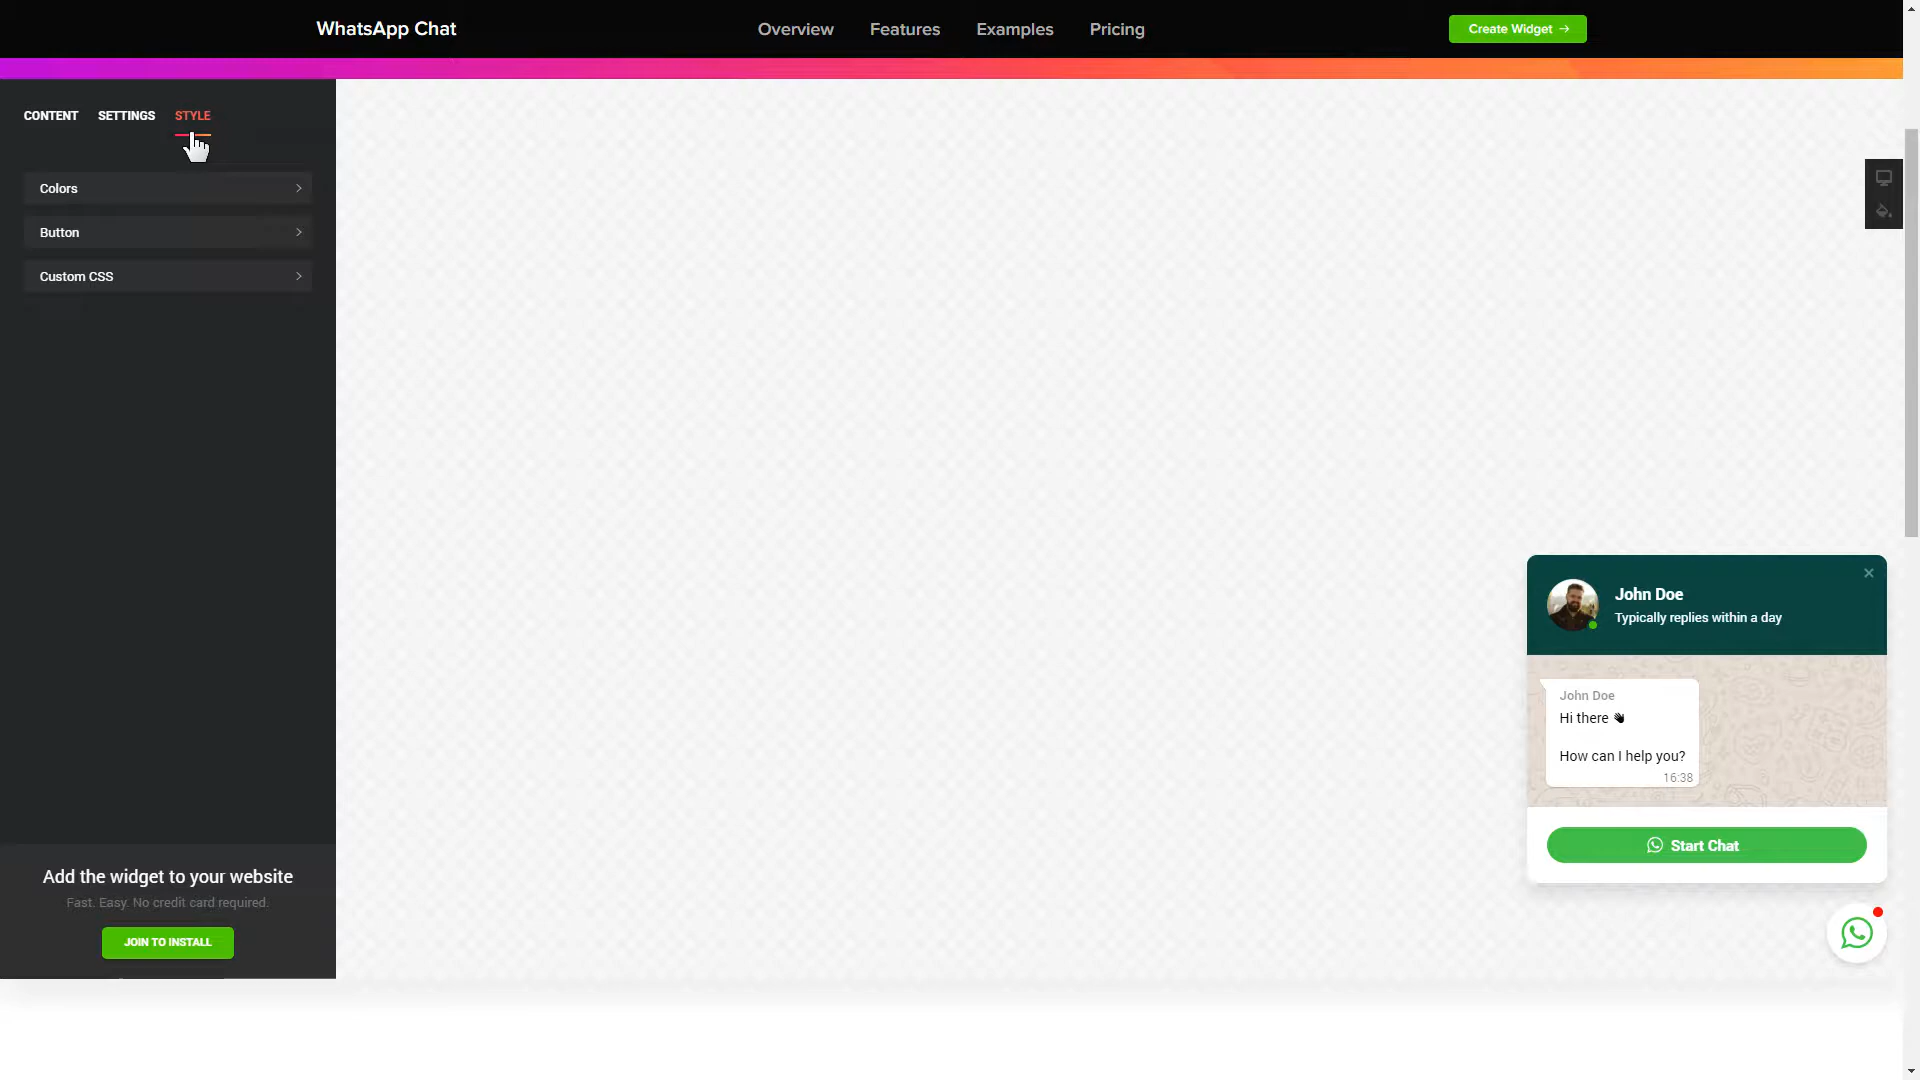 WhatsApp Chat
Overview
Features
Examples
Pricing
Create Widget →
CONTENT
SETTINGS
STYLE
Colors
Button
Custom CSS
Add the widget to your website
Fast. Easy. No credit card required.
JOIN TO INSTALL
John Doe
Typically replies within a day
John Doe
Hi there 👋
How can I help you?
16:38
Start Chat